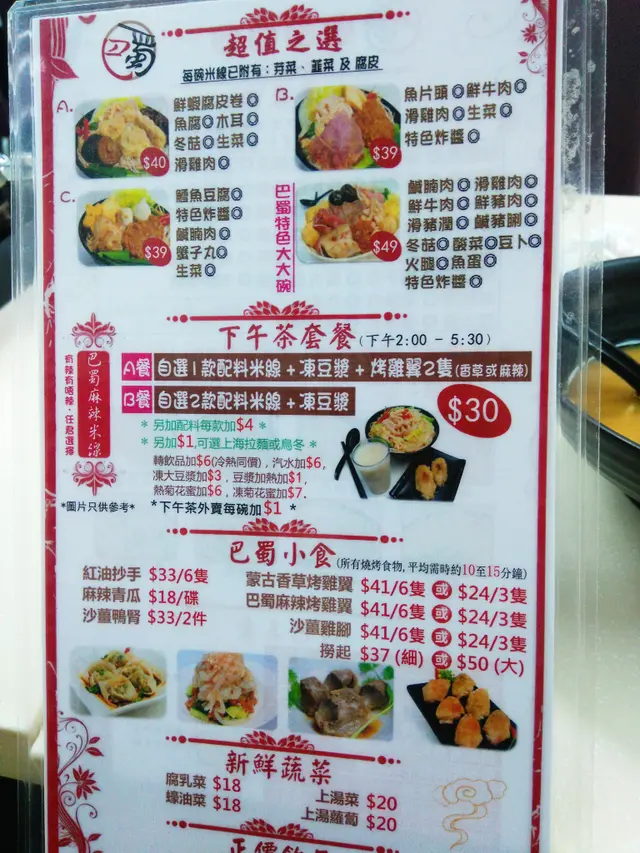 巴蜀
超值之選
每碗米線已附有：芽菜、韮菜 及 腐皮
A.
鮮蝦腐皮卷◎
魚腐◎木耳◎
冬菇◎生菜◎
滑雞肉◎
$40
B.
魚片頭◎鮮牛肉◎
滑雞肉◎生菜◎
特色炸醬◎
$39
C.
鱈魚豆腐◎
特色炸醬◎
鹹腩肉◎
蟹子丸◎
生菜◎
$39
巴蜀特色大大碗
鹹腩肉◎滑雞肉◎
鮮牛肉◎鮮豬肉◎
滑豬潤◎鹹豬脷◎
冬菇◎酸菜◎豆卜◎
火腿◎魚蛋◎
特色炸醬◎
$49
下午茶套餐(下午2:00 - 5:30)
巴蜀麻辣米線
有辣有唔辣，任君選擇
A餐 自選1款配料米線+凍豆漿+烤雞翼2隻(香草或麻辣)
B餐 自選2款配料米線+凍豆漿
$30
* 另加配料每款加$4 *
* 另加$1,可選上海拉麵或烏冬 *
轉飲品加$6(冷熱同價)，汽水加$6,
凍大豆漿加$3，豆漿加熱加$1,
熱菊花蜜加$6，凍菊花蜜加$7.
*圖片只供參考*
*下午茶外賣每碗加$1 *
巴蜀小食(所有燒烤食物, 平均需時約10至15分鐘)
紅油抄手 $33/6隻
麻辣青瓜 $18/碟
沙薑鴨腎 $33/2件
蒙古香草烤雞翼 $41/6隻 或 $24/3隻
巴蜀麻辣烤雞翼 $41/6隻 或 $24/3隻
沙薑雞腳 $41/6隻 或 $24/3隻
撈起 $37 (細) 或 $50 (大)
新鮮蔬菜
腐乳菜 $18
蠔油菜 $18
上湯菜 $20
上湯蘿蔔 $20